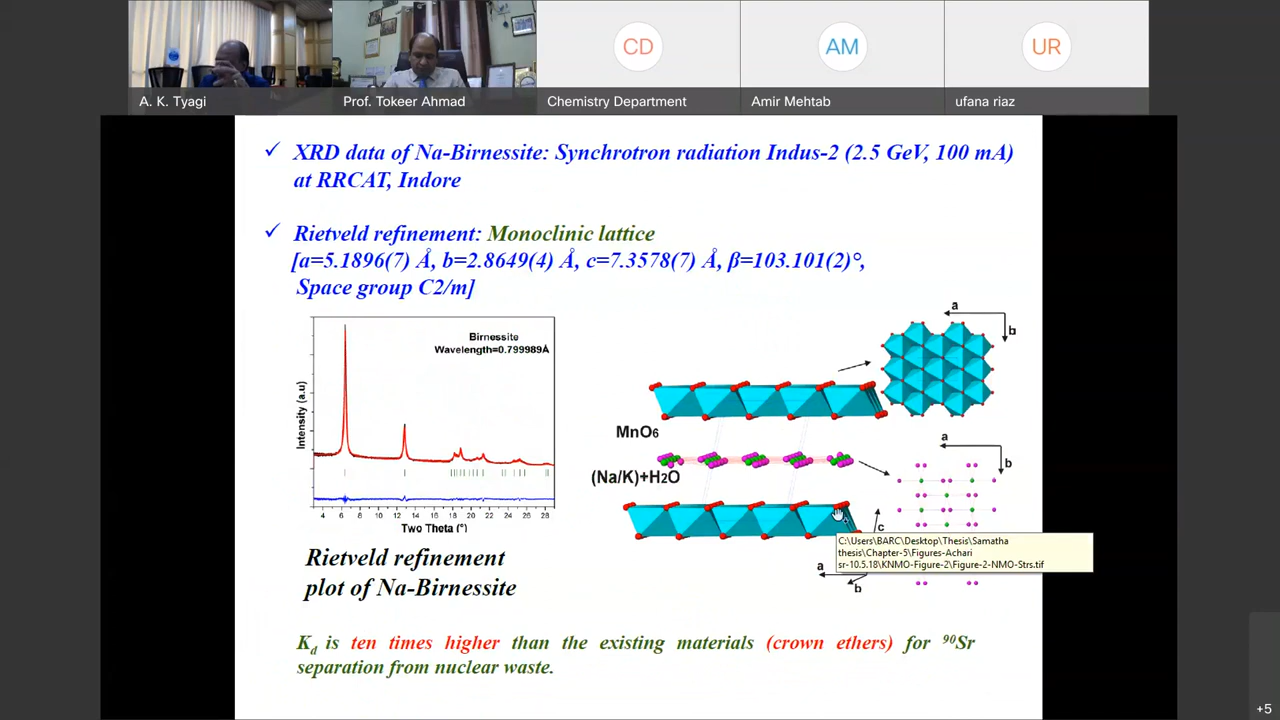 CD
AM
UR
A. K. Tyagi
Prof. Tokeer Ahmad
Chemistry Department
Amir Mehtab
ufana riaz
✓ XRD data of Na-Birnessite: Synchrotron radiation Indus-2 (2.5 GeV, 100 mA)
at RRCAT, Indore
✓ Rietveld refinement: Monoclinic lattice
[a=5.1896(7) Å, b=2.8649(4) Å, c=7.3578(7) Å, β=103.101(2)°,
Space group C2/m]
Birnessite
Wavelength=0.799989Å
Intensity (a.u)
4 6 8 10 12 14 16 18 20 22 24 26 28
Two Theta (°)
a
b
MnO6
(Na/K)+H2O
a
b
c
a
b
C:\Users\BARC\Desktop\Thesis\Samatha
thesis\Chapter-5\Figures-Achari
sr-10.5.18\KNMO-Figure-2\Figure-2-NMO-Strs.tif
Rietveld refinement
plot of Na-Birnessite
Kd is ten times higher than the existing materials (crown ethers) for 90Sr
separation from nuclear waste.
+5